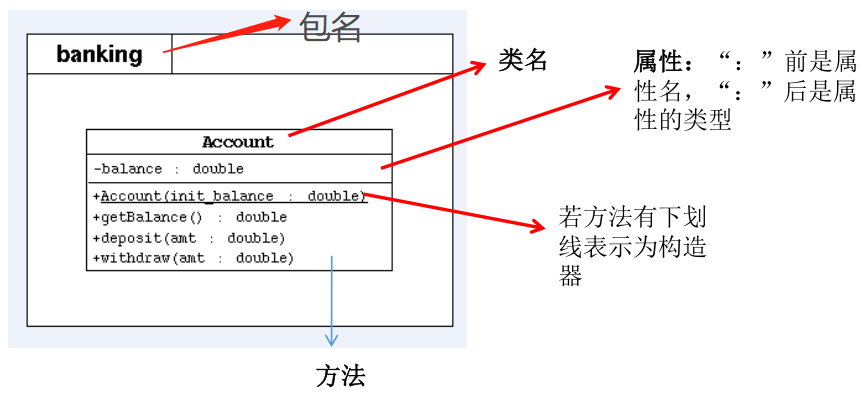 包名
banking
类名
属性：“：”前是属
性名，“：”后是属
性的类型
Account
-balance : double
+Account(init_balance : double)
+getBalance() : double
+deposit(amt : double)
+withdraw(amt : double)
若方法有下划
线表示为构造
器
方法